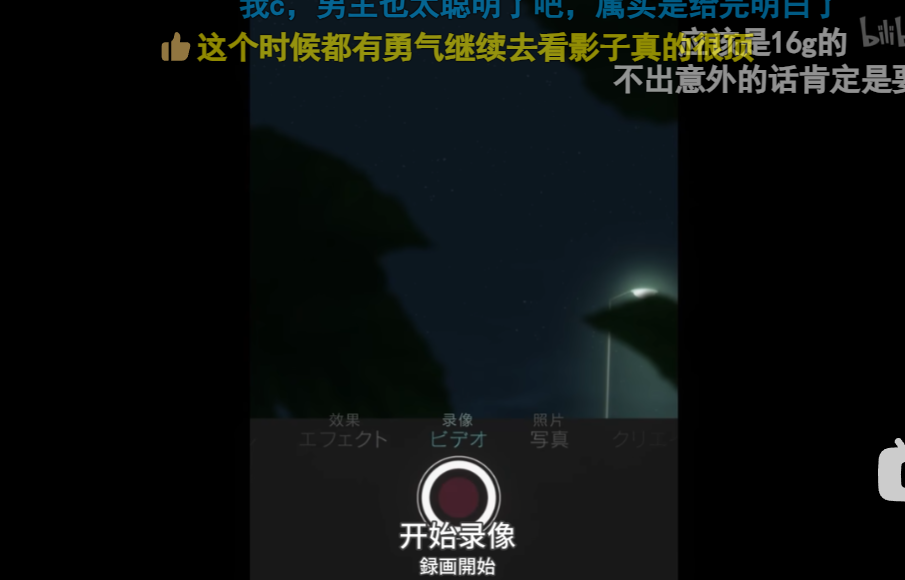 我c，男主也太聪明了吧，属实是给完明白了
这个时候都有勇气继续去看影子真的很顶
应该是16g的
bilib
不出意外的话肯定是要
效果
录像
照片
エフェクト
ビデオ
写真
クリエ
开始录像
録画開始